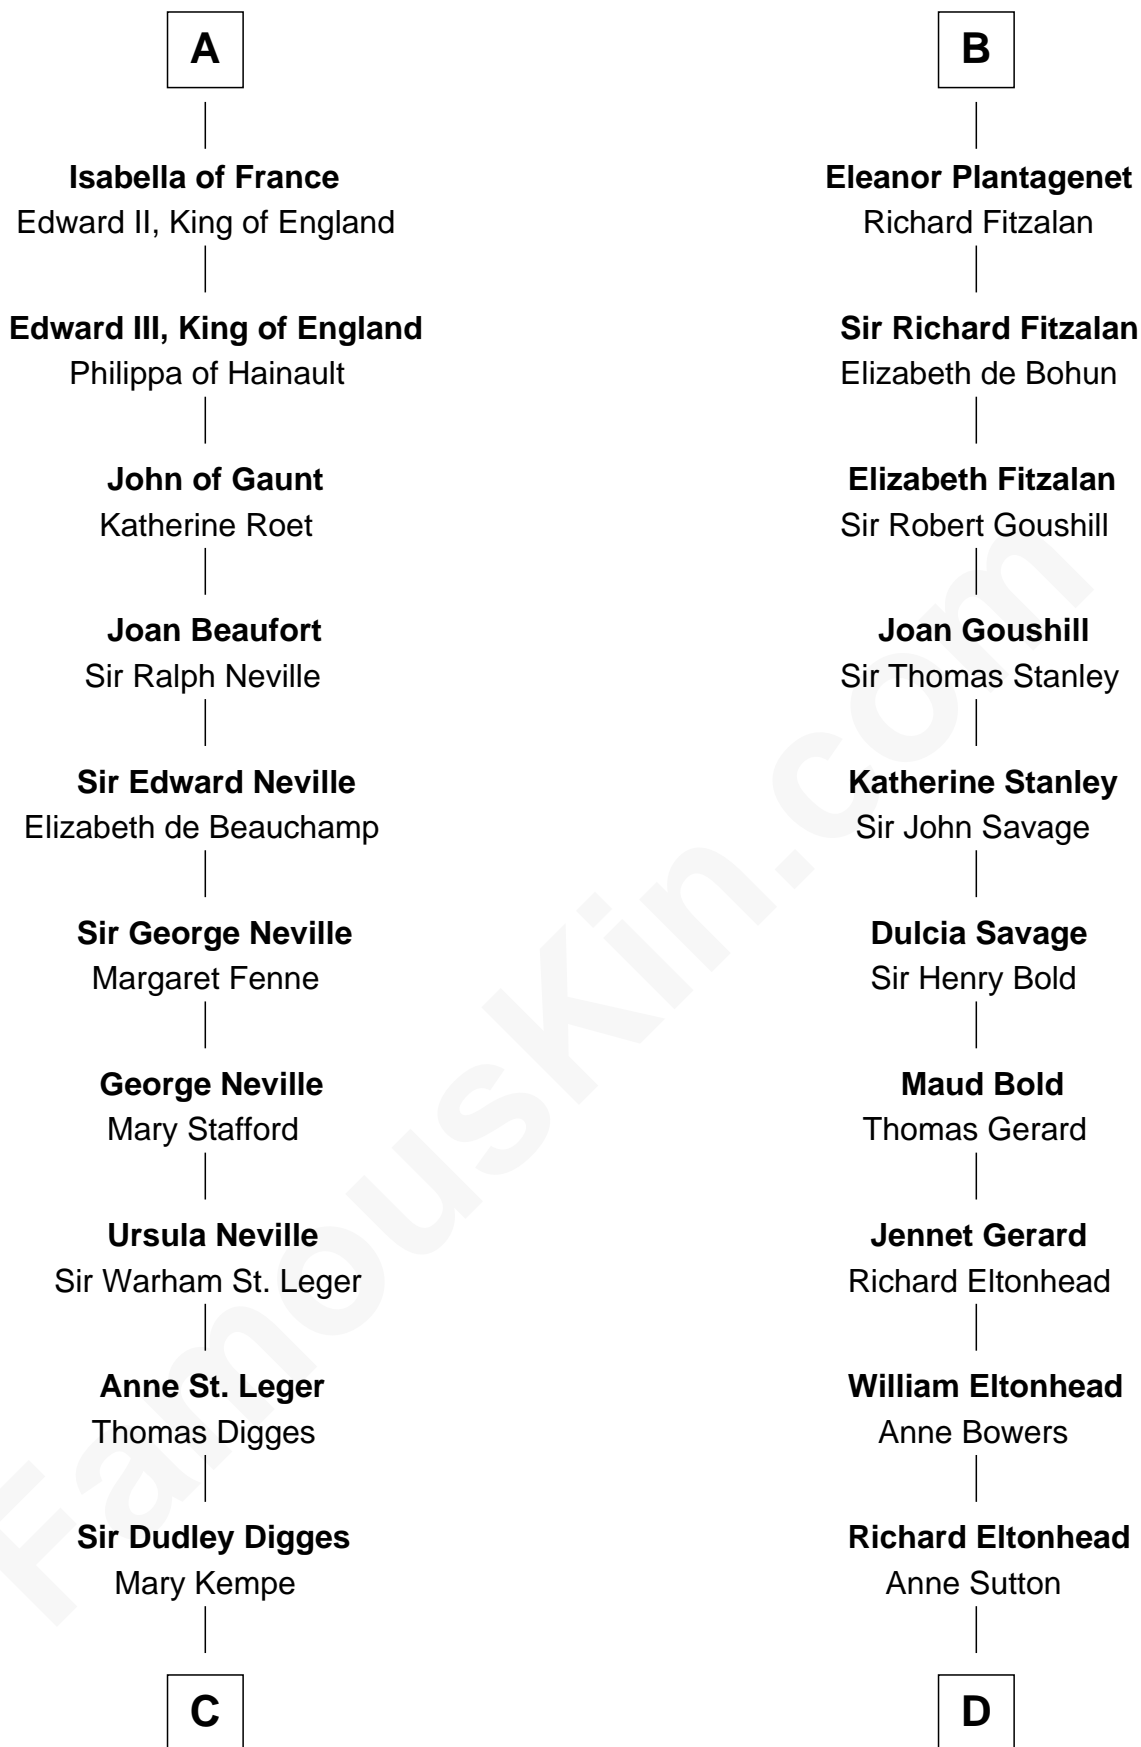 A
Isabella of France
Edward II, King of England
Edward III, King of England
Philippa of Hainault
John of Gaunt
Katherine Roet
Joan Beaufort
Sir Ralph Neville
Sir Edward Neville
Elizabeth de Beauchamp
Sir George Neville
Margaret Fenne
George Neville
Mary Stafford
Ursula Neville
Sir Warham St. Leger
Anne St. Leger
Thomas Digges
Sir Dudley Digges
Mary Kempe
C
B
Eleanor Plantagenet
Richard Fitzalan
Sir Richard Fitzalan
Elizabeth de Bohun
Elizabeth Fitzalan
Sir Robert Goushill
Joan Goushill
Sir Thomas Stanley
Katherine Stanley
Sir John Savage
Dulcia Savage
Sir Henry Bold
Maud Bold
Thomas Gerard
Jennet Gerard
Richard Eltonhead
William Eltonhead
Anne Bowers
Richard Eltonhead
Anne Sutton
D
FamousKin.com